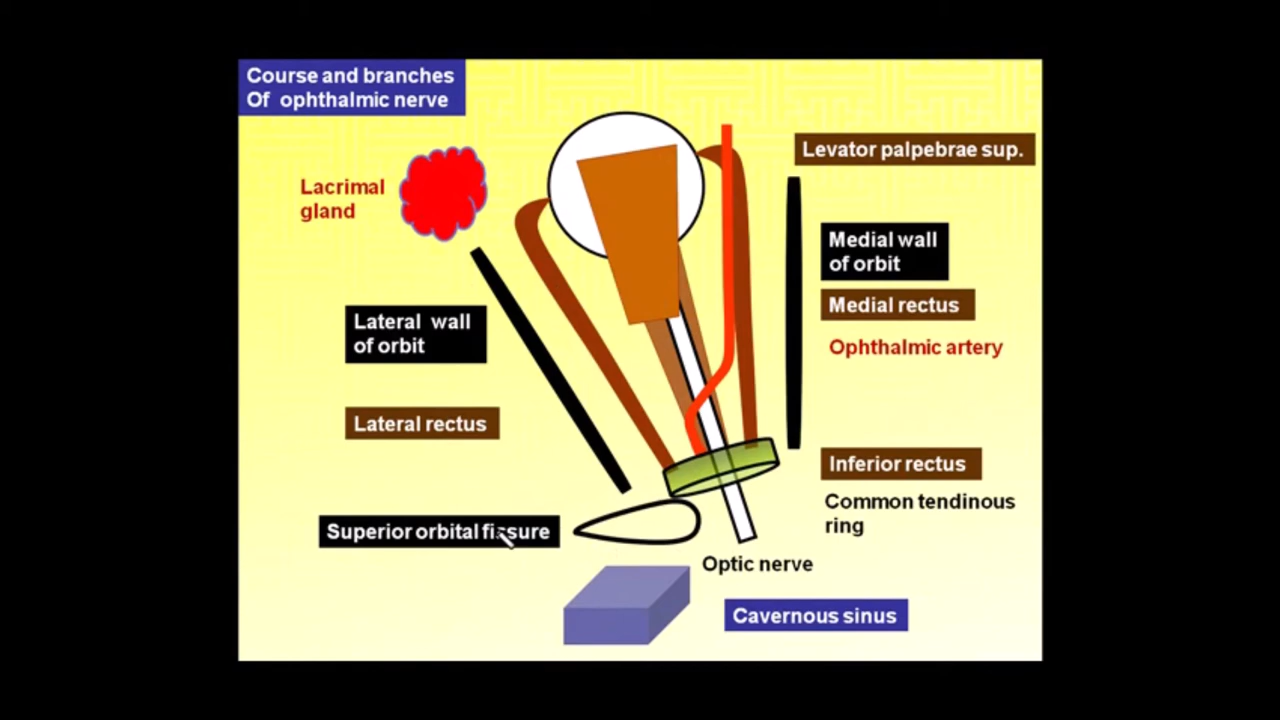 Course and branches
Of ophthalmic nerve
Levator palpebrae sup.
Lacrimal
gland
Medial wall
of orbit
Medial rectus
Lateral wall
of orbit
Ophthalmic artery
Lateral rectus
Inferior rectus
Common tendinous
ring
Superior orbital fissure
Optic nerve
Cavernous sinus